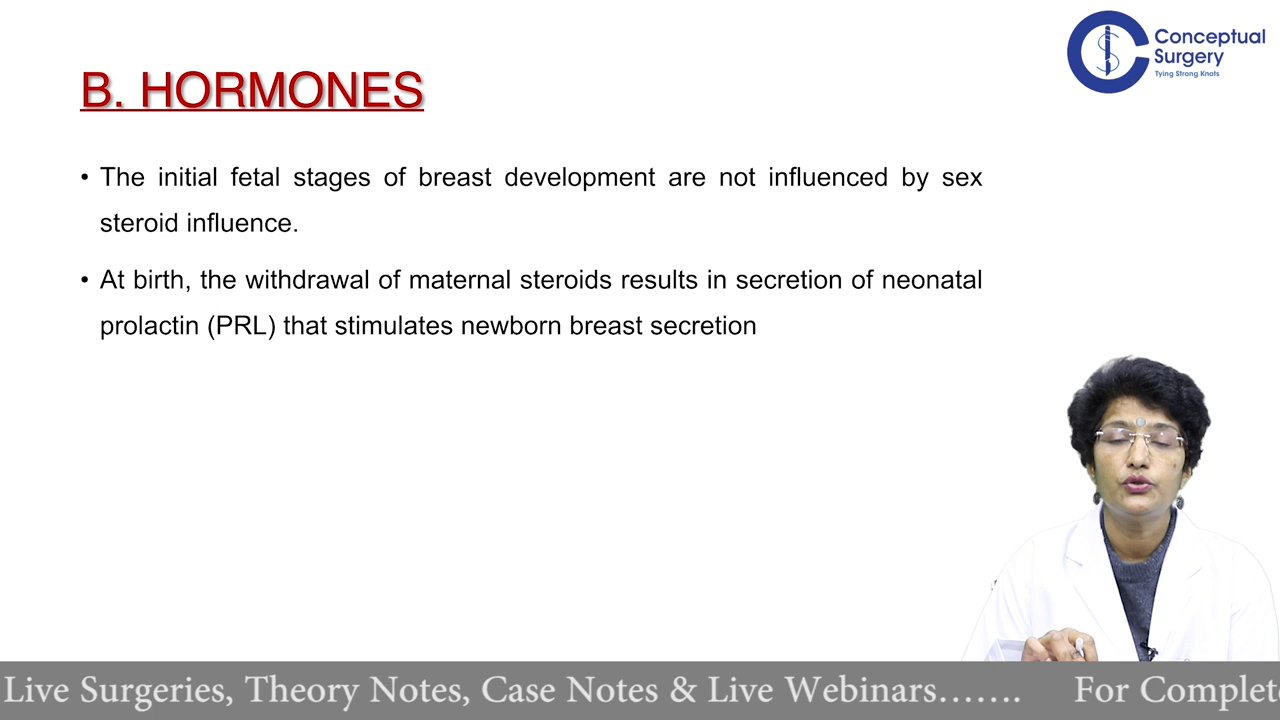 Conceptual
Surgery
Tying Strong Knots
B. HORMONES
• The initial fetal stages of breast development are not influenced by sex
steroid influence.
• At birth, the withdrawal of maternal steroids results in secretion of neonatal
prolactin (PRL) that stimulates newborn breast secretion
Live Surgeries, Theory Notes, Case Notes & Live Webinars....... For Complet